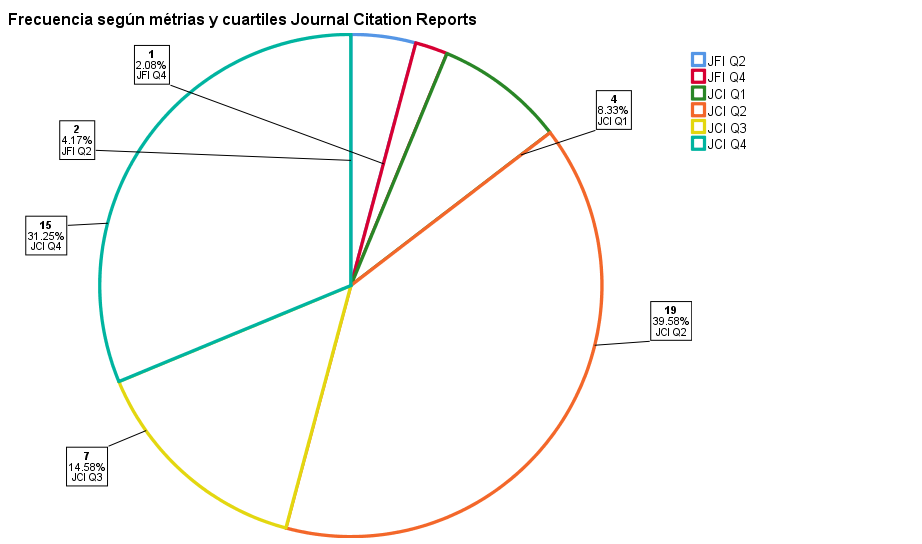 Frecuencia según métrias y cuartiles Journal Citation Reports
1
2.08%
JFI Q4
2
4.17%
JFI Q2
15
31.25%
JCI Q4
7
14.58%
JCI Q3
4
8.33%
JCI Q1
19
39.58%
JCI Q2
JFI Q2
JFI Q4
JCI Q1
JCI Q2
JCI Q3
JCI Q4